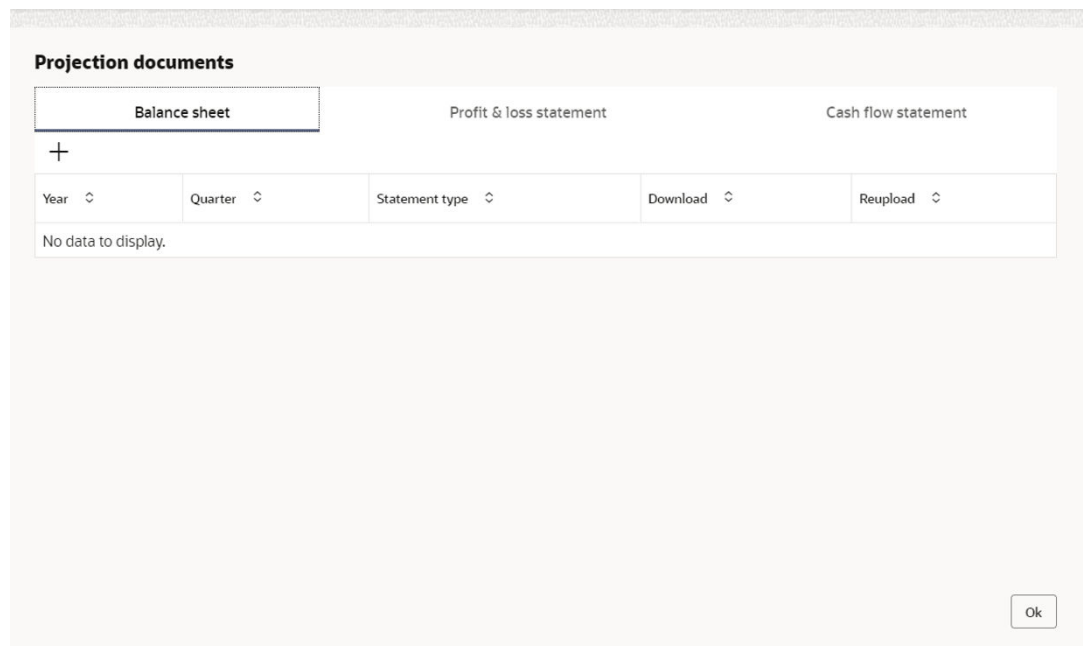 Projection documents
Balance sheet Profit & loss statement Cash flow statement
+
Year Quarter Statement type Download Reupload
No data to display.
Ok